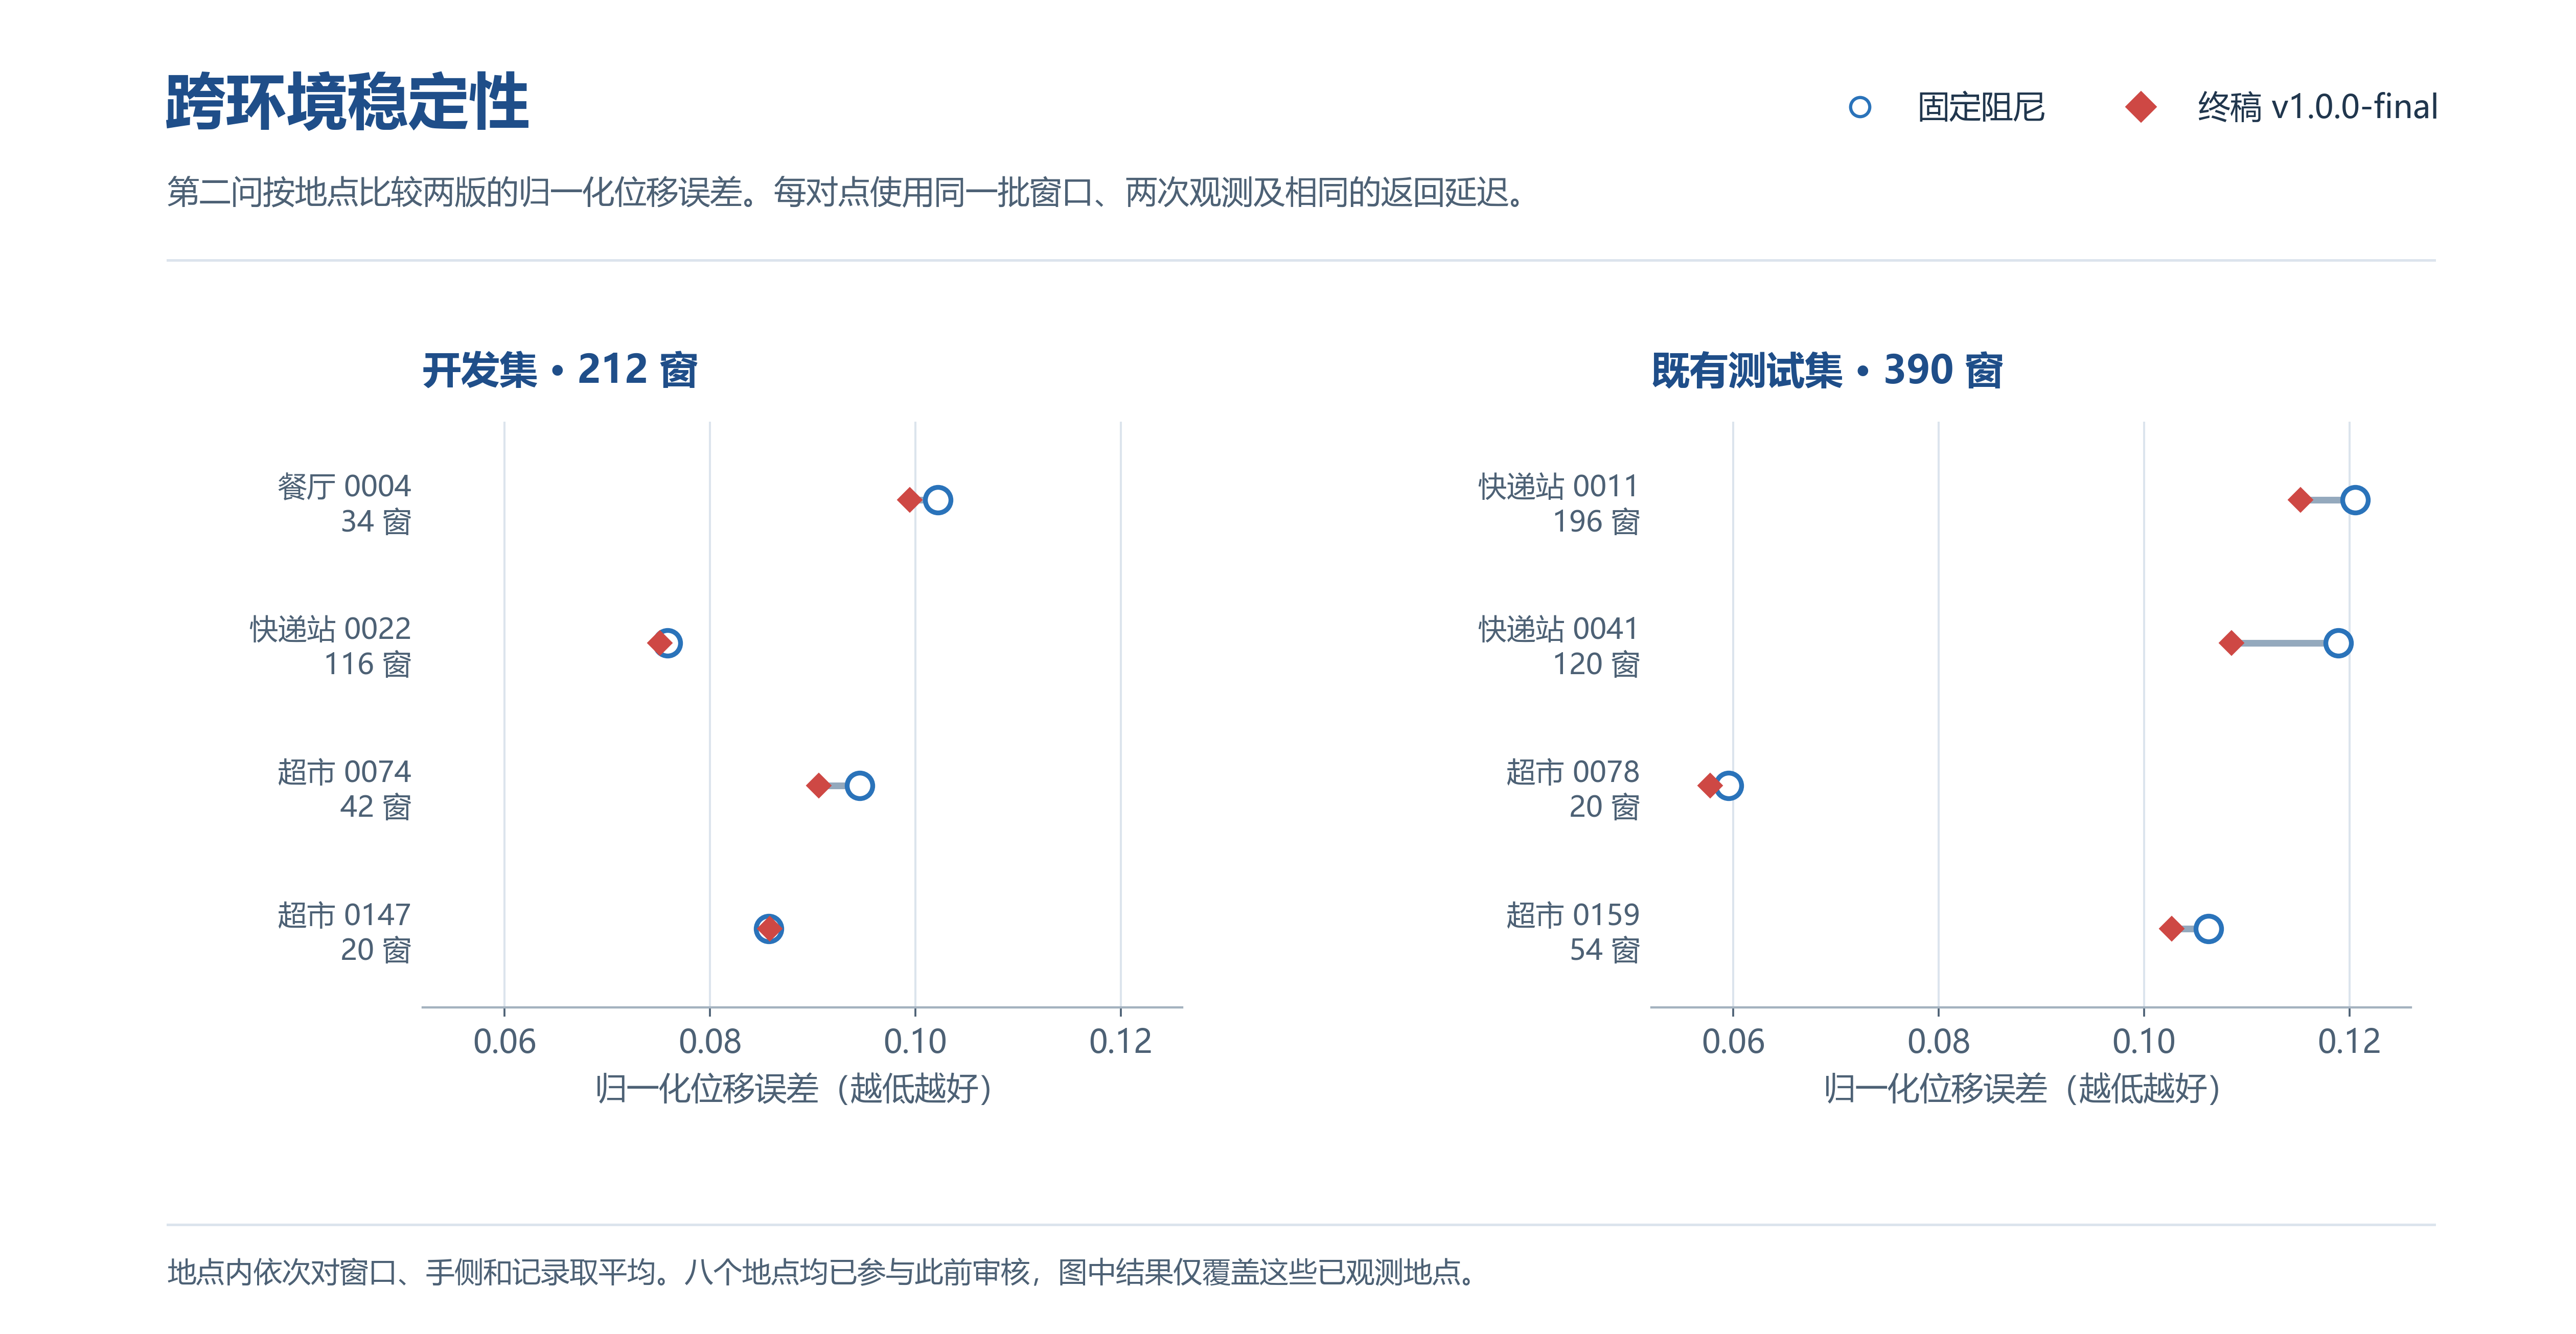 跨环境稳定性
固定阻尼
终稿 v1.0.0-final
第二问按地点比较两版的归一化位移误差。每对点使用同一批窗口、两次观测及相同的返回延迟。
开发集 • 212 窗
餐厅 0004
34 窗
快递站 0022
116 窗
超市 0074
42 窗
超市 0147
20 窗
0.06 0.08 0.10 0.12
归一化位移误差（越低越好）
既有测试集 • 390 窗
快递站 0011
196 窗
快递站 0041
120 窗
超市 0078
20 窗
超市 0159
54 窗
0.06 0.08 0.10 0.12
归一化位移误差（越低越好）
地点内依次对窗口、手侧和记录取平均。八个地点均已参与此前审核，图中结果仅覆盖这些已观测地点。